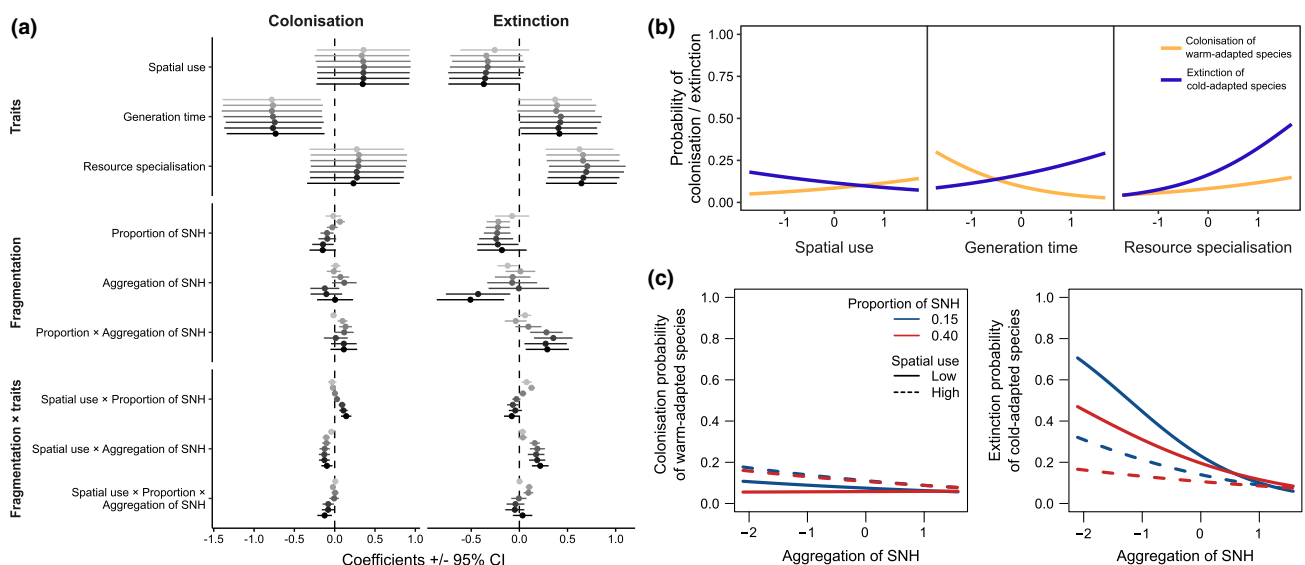 (a)
Colonisation
Extinction
Traits
Spatial use
Generation time
Resource specialisation
Fragmentation
Proportion of SNH
Aggregation of SNH
Proportion × Aggregation of SNH
Fragmentation × traits
Spatial use × Proportion of SNH
Spatial use × Aggregation of SNH
Spatial use × Proportion ×
Aggregation of SNH
-1.5 -1.0 -0.5 0.0 0.5 1.0 -0.5 0.0 0.5 1.0
Coefficients +/- 95% CI
(b)
Probability of
colonisation / extinction
1.00
0.75
0.50
0.25
0.00
Colonisation of
warm-adapted species
Extinction of
cold-adapted species
-1 0 1 -1 0 1 -1 0 1
Spatial use
Generation time
Resource specialisation
(c)
Colonisation probability
of warm-adapted species
1.0
0.8
0.6
0.4
0.2
0.0
Proportion of SNH
0.15
0.40
Spatial use
Low
High
−2 −1 0 1
Aggregation of SNH
Extinction probability
of cold-adapted species
1.0
0.8
0.6
0.4
0.2
0.0
−2 −1 0 1
Aggregation of SNH